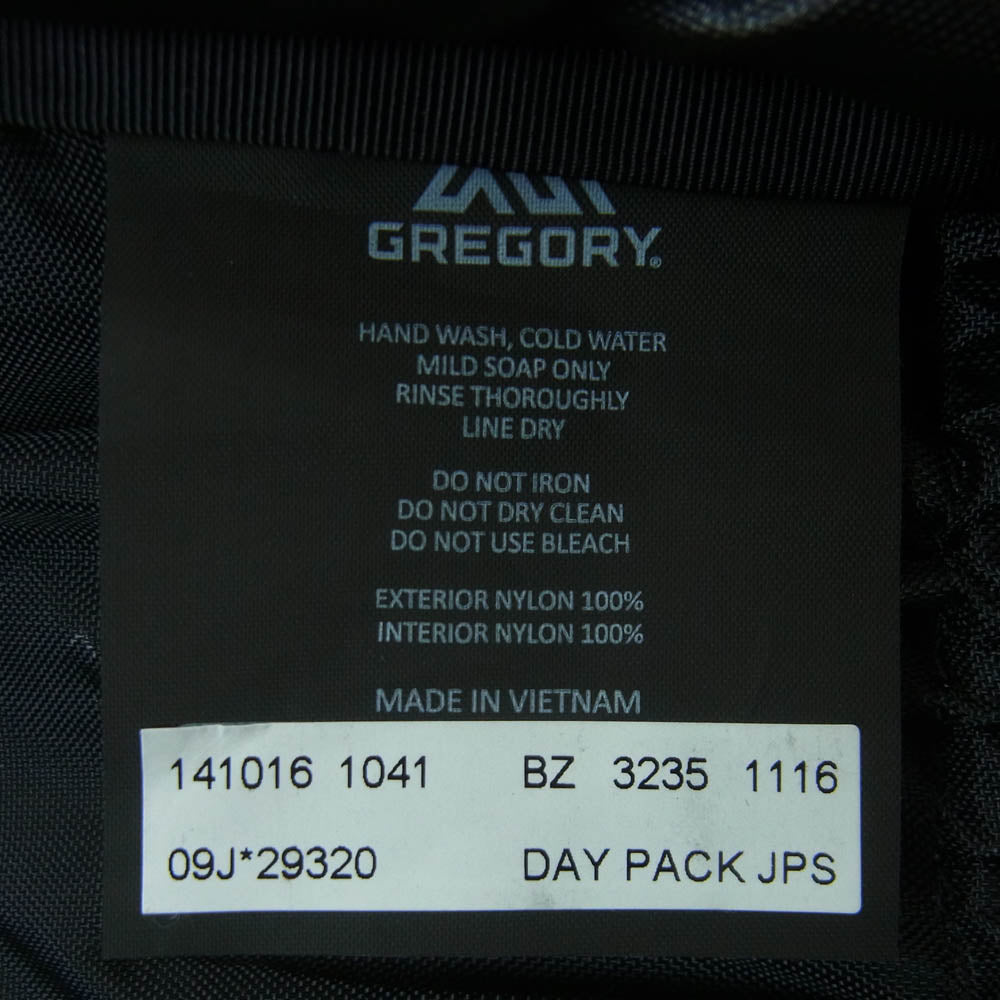 GREGORY®
HAND WASH, COLD WATER
MILD SOAP ONLY
RINSE THOROUGHLY
LINE DRY
DO NOT IRON
DO NOT DRY CLEAN
DO NOT USE BLEACH
EXTERIOR NYLON 100%
INTERIOR NYLON 100%
MADE IN VIETNAM
141016 1041 BZ 3235 1116
09J*29320 DAY PACK JPS